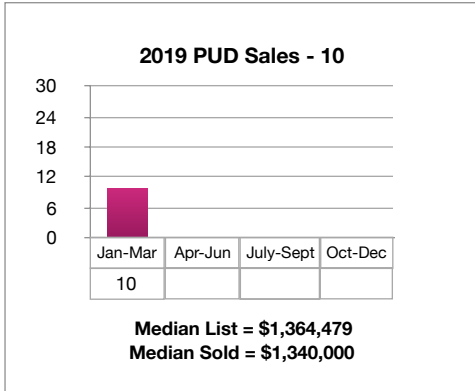 2019 PUD Sales - 10
30
24
18
12
6
0
Jan-Mar Apr-Jun July-Sept Oct-Dec
10
Median List = $1,364,479
Median Sold = $1,340,000